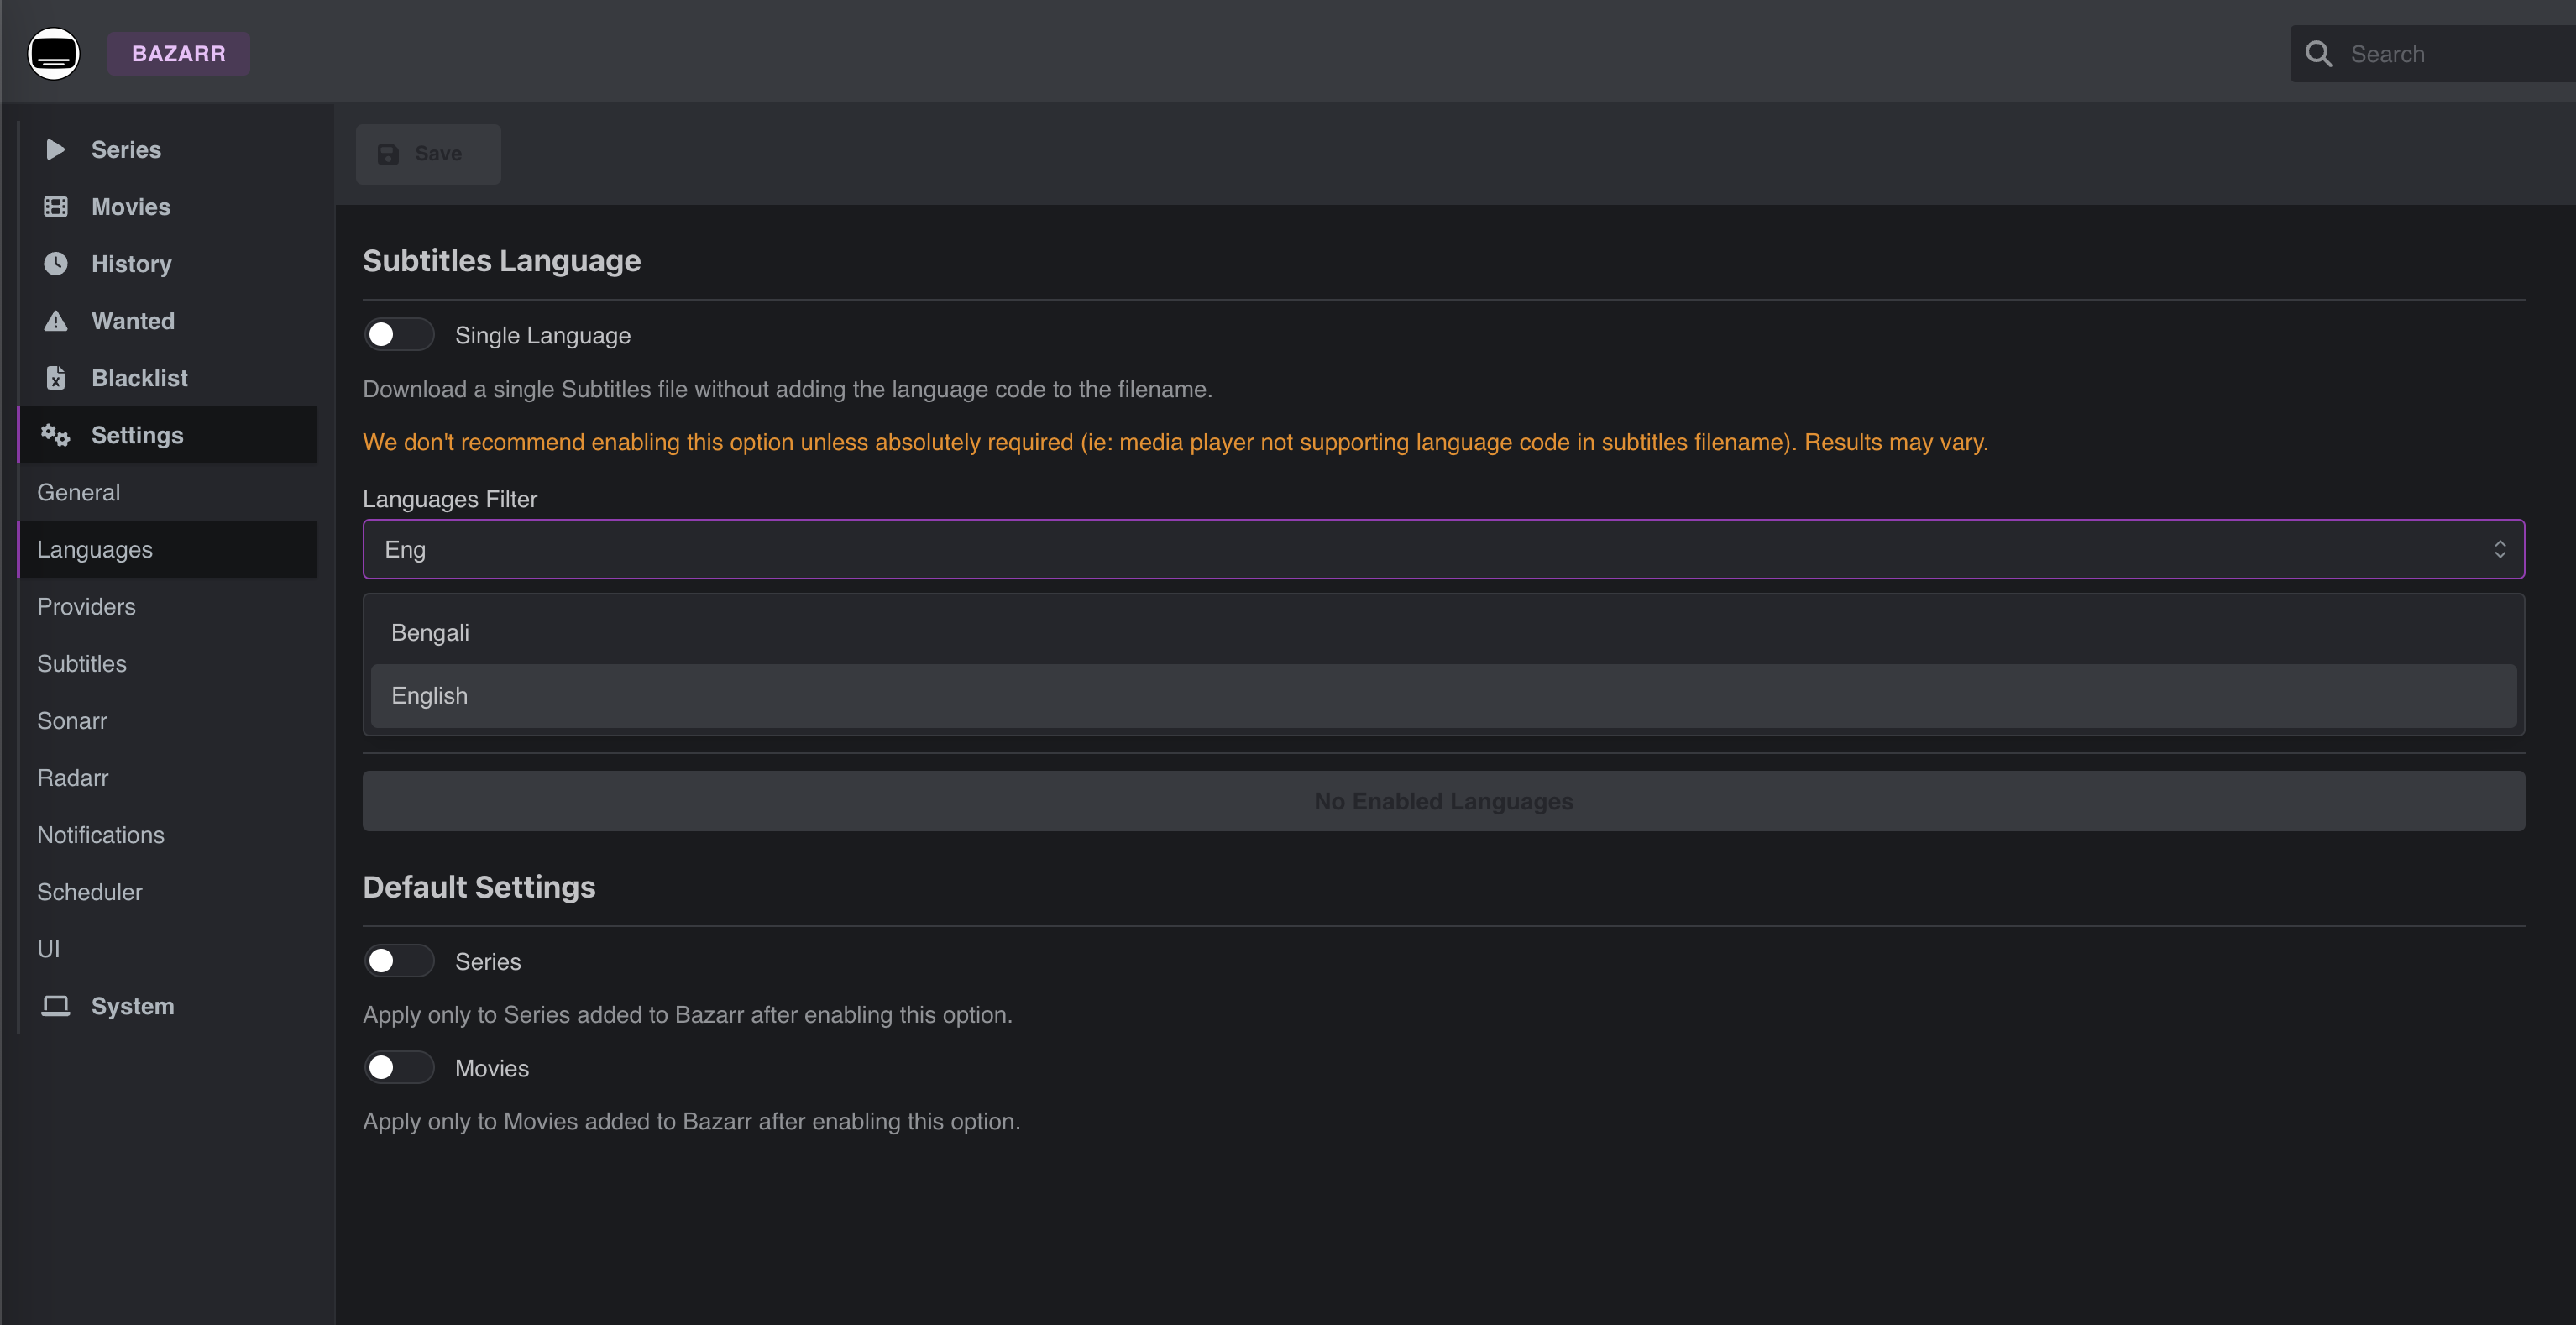 BAZARR
Search
Series
Movies
History
Wanted
Blacklist
Settings
General
Languages
Providers
Subtitles
Sonarr
Radarr
Notifications
Scheduler
UI
System
Save
Subtitles Language
Single Language
Download a single Subtitles file without adding the language code to the filename.
We don't recommend enabling this option unless absolutely required (ie: media player not supporting language code in subtitles filename). Results may vary.
Languages Filter
Eng
Bengali
English
No Enabled Languages
Default Settings
Series
Apply only to Series added to Bazarr after enabling this option.
Movies
Apply only to Movies added to Bazarr after enabling this option.